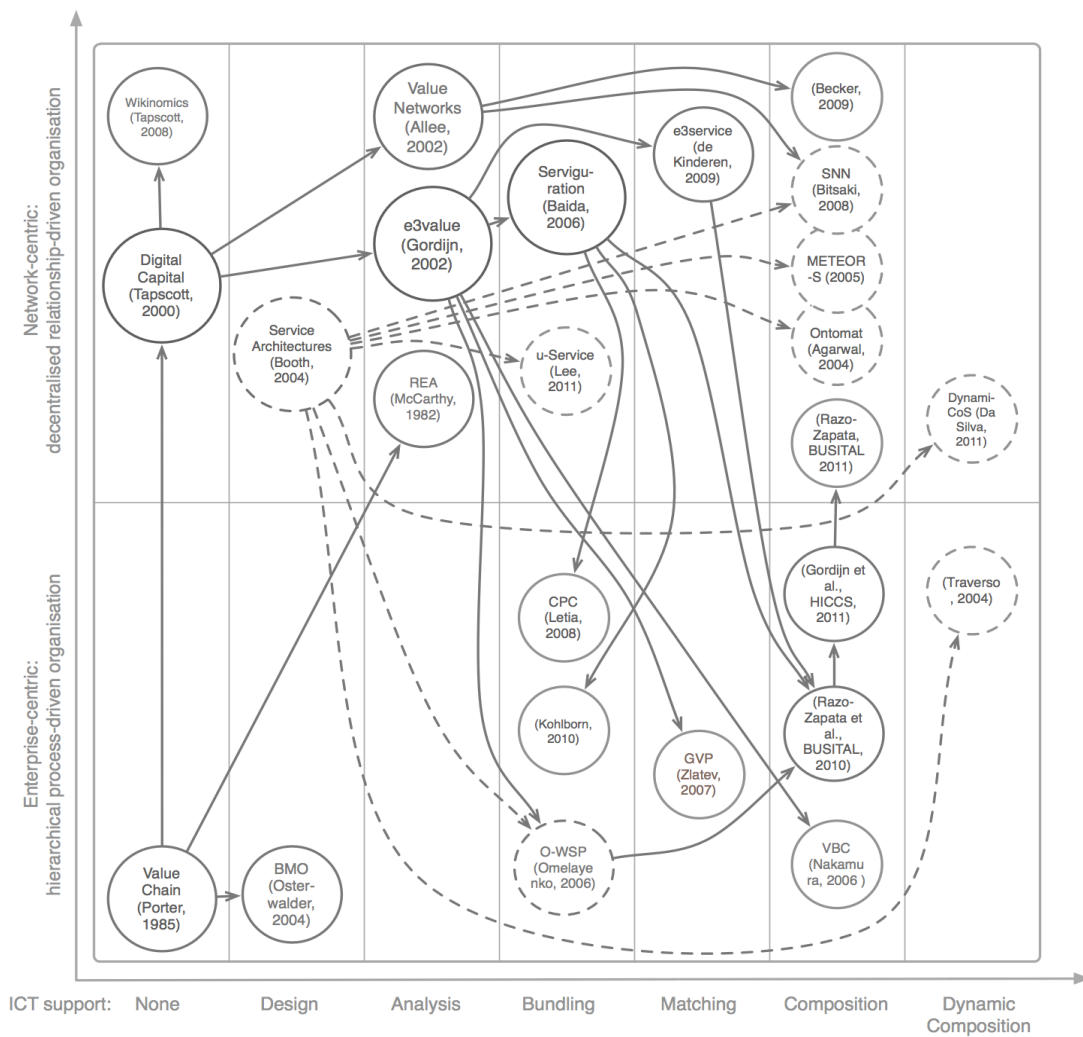 Network-centric:
decentralised relationship-driven organisation
Enterprise-centric:
hierarchical process-driven organisation
Wikinomics
(Tapscott,
2008)
Value
Networks
(Allee,
2002)
(Becker,
2009)
e3service
(de
Kinderen,
2009)
Servigu-
ration
(Baida,
2006)
SNN
(Bitsaki,
2008)
e3value
(Gordijn,
2002)
Digital
Capital
(Tapscott,
2000)
METEOR
-S (2005)
Service
Architectures
(Booth,
2004)
Ontomat
(Agarwal,
2004)
u-Service
(Lee,
2011)
REA
(McCarthy,
1982)
Dynami-
CoS (Da
Silva,
2011)
(Razo-
Zapata,
BUSITAL
2011)
(Gordijn et
al.,
HICCS,
2011)
(Traverso
, 2004)
CPC
(Letia,
2008)
(Kohlborn,
2010)
(Razo-
Zapata et
al.,
BUSITAL,
2010)
GVP
(Zlatev,
2007)
O-WSP
(Omelaye
nko, 2006)
VBC
(Nakamu
ra, 2006 )
Value
Chain
(Porter,
1985)
BMO
(Oster-
walder,
2004)
ICT support: None Design Analysis Bundling Matching Composition Dynamic
Composition